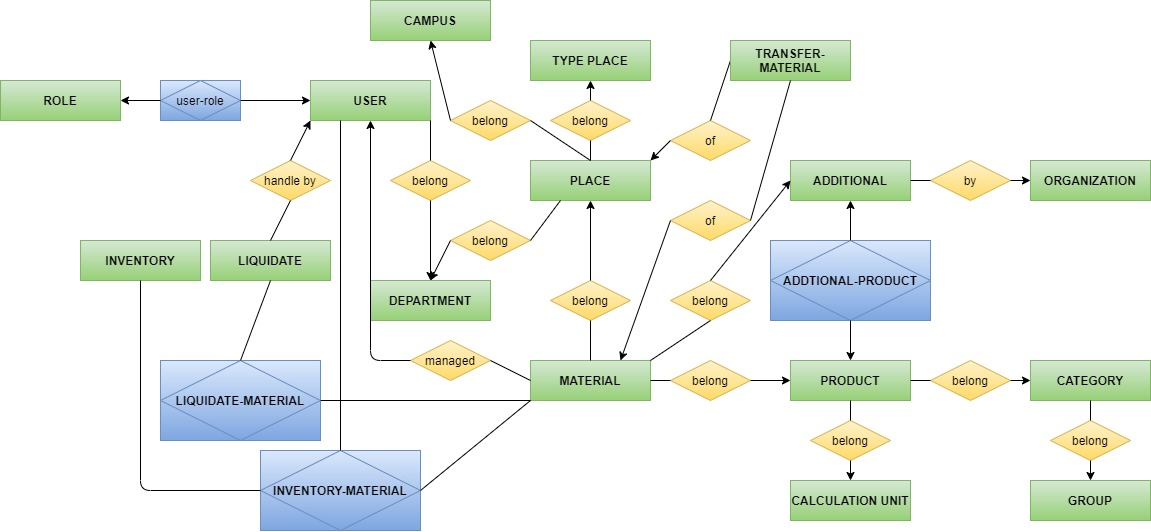 CAMPUS
TYPE PLACE
TRANSFER-
MATERIAL
ROLE
user-role
USER
belong
belong
of
handle by
belong
PLACE
ADDITIONAL
by
ORGANIZATION
of
belong
INVENTORY
LIQUIDATE
ADDTIONAL-PRODUCT
DEPARTMENT
belong
belong
managed
MATERIAL
belong
PRODUCT
belong
CATEGORY
LIQUIDATE-MATERIAL
belong
belong
INVENTORY-MATERIAL
CALCULATION UNIT
GROUP